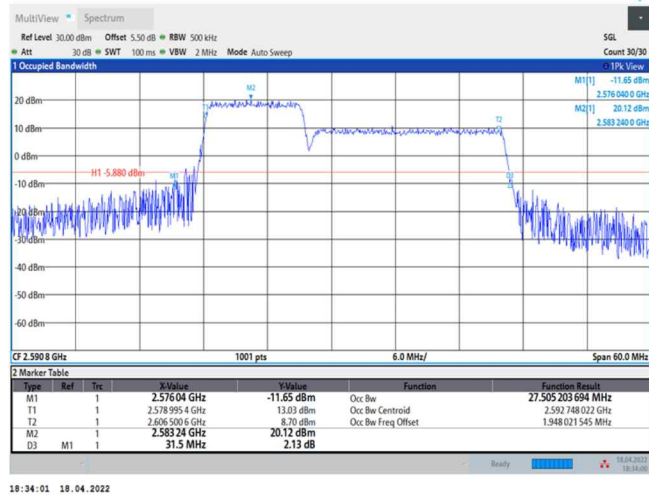 MultiView Spectrum
Ref Level 30.00 dBm Offset 5.50 dB RBW 500 kHz SGL
Att 30 dB SWT 100 ms VBW 2 MHz Mode Auto Sweep Count 30/30
1 Occupied Bandwidth 1Pk View
M1[1] -11.65 dBm
2.576 040 0 GHz
M2[1] 20.12 dBm
2.583 240 0 GHz
M2
T1
20 dBm
T2
10 dBm
0 dBm
H1 -5.880 dBm
M1
D3
-10 dBm
-20 dBm
-30 dBm
-40 dBm
-50 dBm
-60 dBm
CF 2.590 8 GHz 1001 pts 6.0 MHz/ Span 60.0 MHz
2 Marker Table
Type Ref Trc X-Value Y-Value Function Function Result
M1 1 2.576 04 GHz -11.65 dBm Occ Bw 27.505 203 694 MHz
T1 1 2.578 995 4 GHz 13.03 dBm Occ Bw Centroid 2.592 748 022 GHz
T2 1 2.606 500 6 GHz 8.70 dBm Occ Bw Freq Offset 1.948 021 545 MHz
M2 1 2.583 24 GHz 20.12 dBm
D3 M1 1 31.5 MHz 2.13 dB
Ready 18.04.2022
18:34:00
18:34:01 18.04.2022